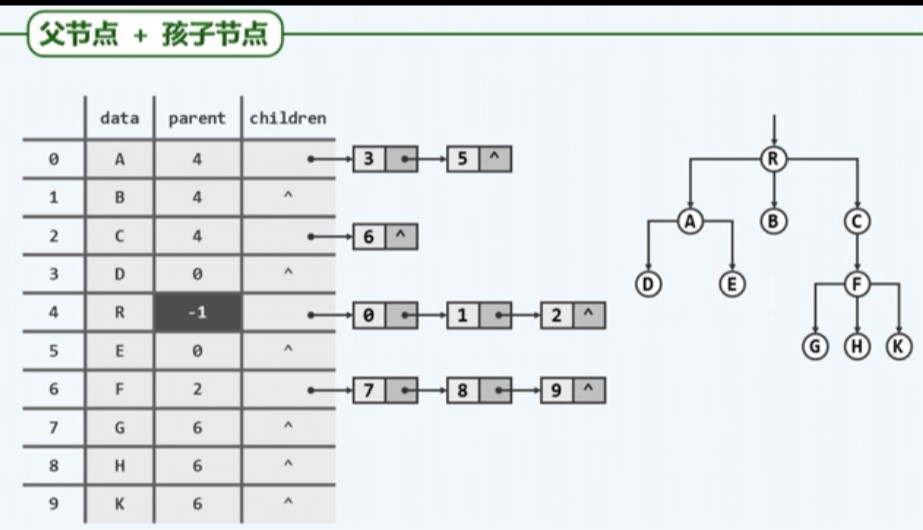 父节点 + 孩子节点
data parent children
0 A 4 3 5 ^
1 B 4 ^
2 C 4 6 ^
3 D 0 ^
4 R -1 0 1 2 ^
5 E 0 ^
6 F 2 7 8 9 ^
7 G 6 ^
8 H 6 ^
9 K 6 ^
R
A B C
D E F
G H K